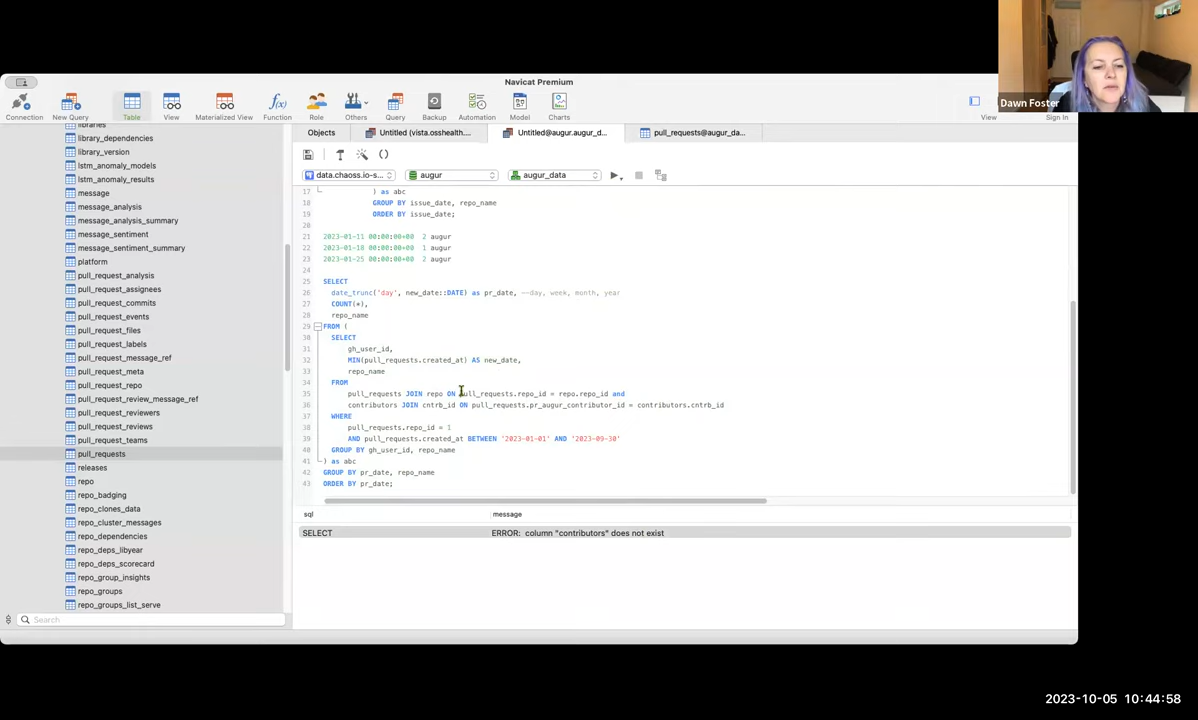 Navicat Premium
Connection
New Query
Table
View
Materialized View
f(x)
Function
Role
Others
Query
Backup
Automation
Model
Charts
View
Sign In
Dawn Foster
Objects
Untitled (vista.osshealth....
Untitled@augur.augur_d...
pull_requests@augur_da...
data.chaoss.io-s...
augur
augur_data
libraries
library_dependencies
library_version
lstm_anomaly_models
lstm_anomaly_results
message
message_analysis
message_analysis_summary
message_sentiment
message_sentiment_summary
platform
pull_request_analysis
pull_request_assignees
pull_request_commits
pull_request_events
pull_request_files
pull_request_labels
pull_request_message_ref
pull_request_meta
pull_request_repo
pull_request_review_message_ref
pull_request_reviewers
pull_request_reviews
pull_request_teams
pull_requests
releases
repo
repo_badging
repo_clones_data
repo_cluster_messages
repo_dependencies
repo_deps_libyear
repo_deps_scorecard
repo_group_insights
repo_groups
repo_groups_list_serve
Search
17 ) as abc
18 GROUP BY issue_date, repo_name
19 ORDER BY issue_date;
20
21 2023-01-11 00:00:00+00 2 augur
22 2023-01-18 00:00:00+00 1 augur
23 2023-01-25 00:00:00+00 2 augur
24
25 SELECT
26 date_trunc('day', new_date::DATE) as pr_date, --day, week, month, year
27 COUNT(*),
28 repo_name
29 FROM (
30 SELECT
31 gh_user_id,
32 MIN(pull_requests.created_at) AS new_date,
33 repo_name
34 FROM
35 pull_requests JOIN repo ON pull_requests.repo_id = repo.repo_id and
36 contributors JOIN cntrb_id ON pull_requests.pr_augur_contributor_id = contributors.cntrb_id
37 WHERE
38 pull_requests.repo_id = 1
39 AND pull_requests.created_at BETWEEN '2023-01-01' AND '2023-09-30'
40 GROUP BY gh_user_id, repo_name
41 ) as abc
42 GROUP BY pr_date, repo_name
43 ORDER BY pr_date;
sql message
SELECT ERROR: column "contributors" does not exist
2023-10-05 10:44:58